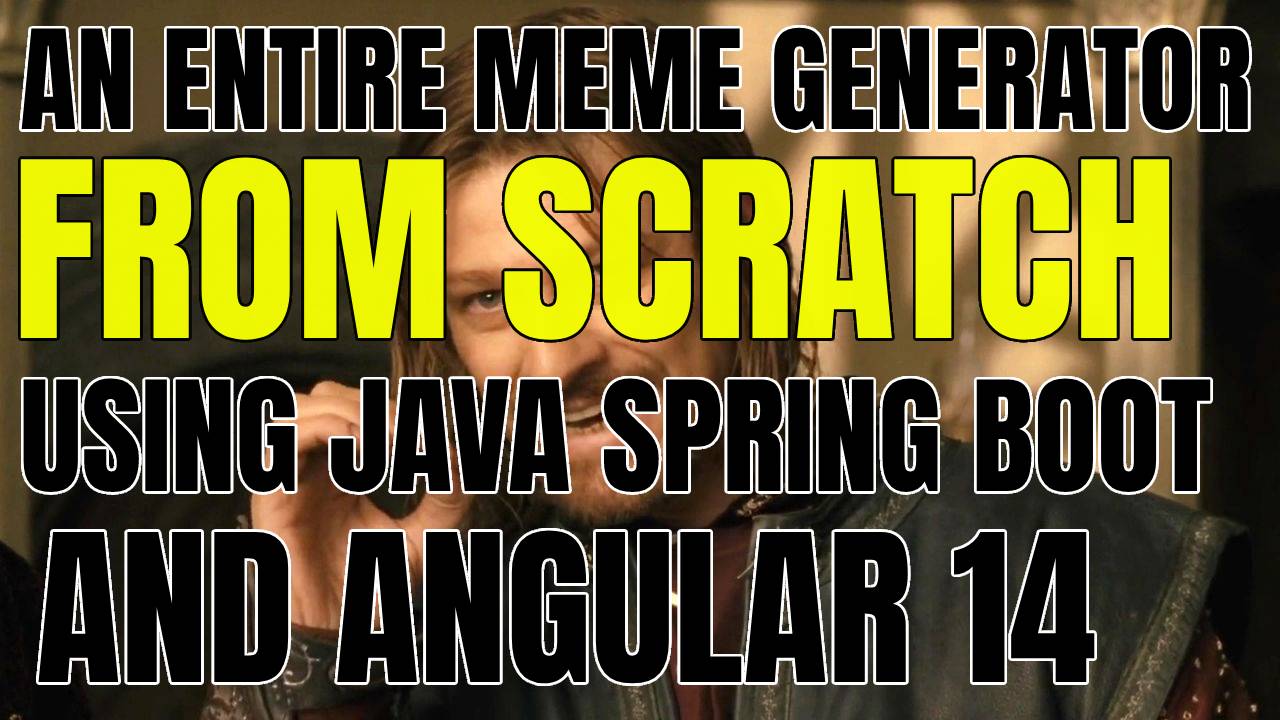 AN ENTIRE MEME GENERATOR
FROM SCRATCH
USING JAVA SPRING BOOT
AND ANGULAR 14